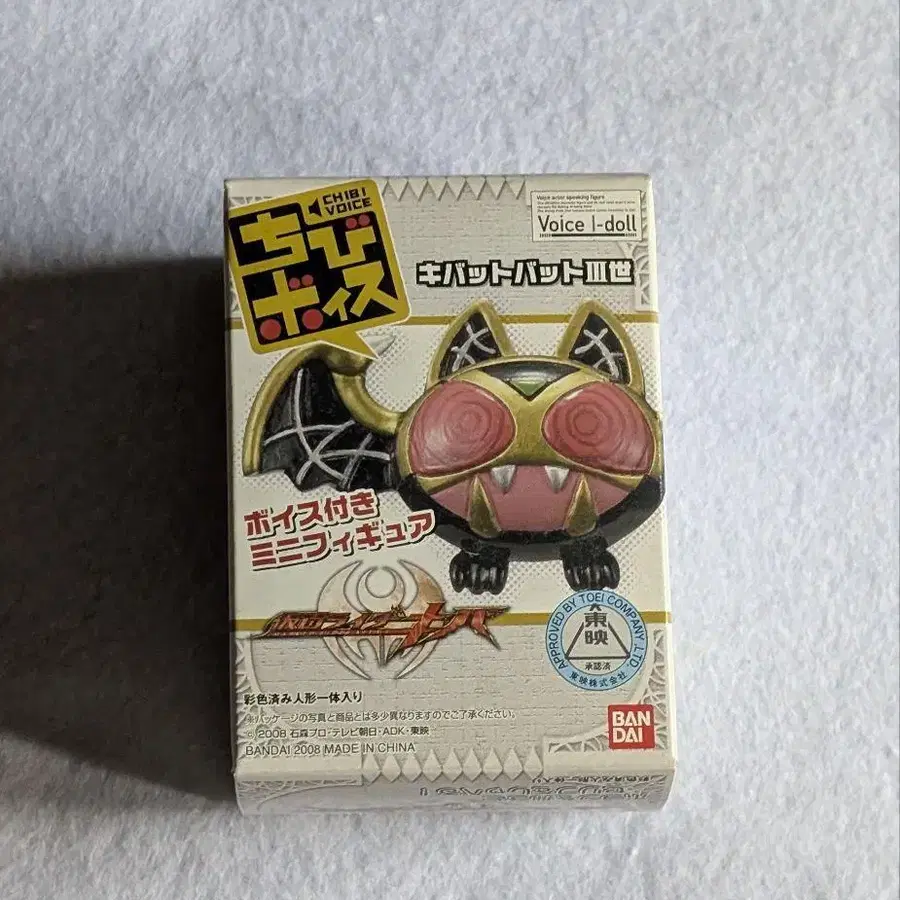 CHIBI
VOICE
ちび
ボイス
Voice actor speaking figure
Voice I-doll
キバットバットⅢ世
ボイス付き
ミニフィギュア
仮面ライダーキバ
APPROVED BY TOEI COMPANY, LTD.
東映
承認済
東映株式会社
彩色済み人形一体入り
※パッケージの写真と商品とは多少異なりますのでご了承ください。
© 2008 石森プロ・テレビ朝日・ADK・東映
BANDAI 2008 MADE IN CHINA
BAN
DAI